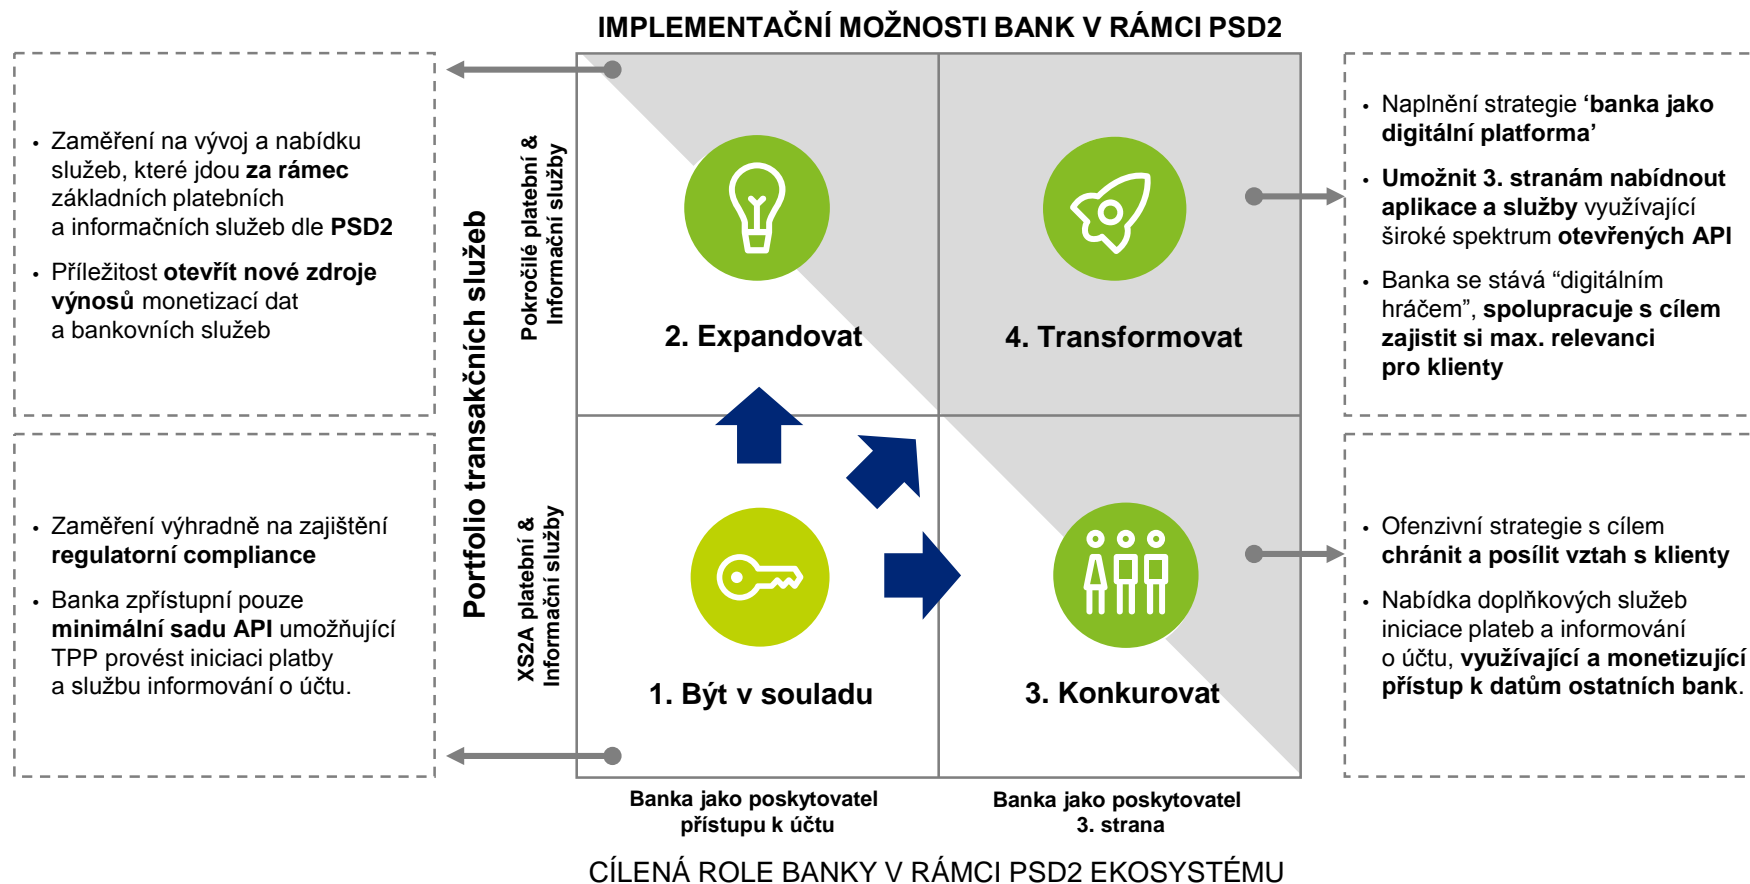 IMPLEMENTAČNÍ MOŽNOSTI BANK V RÁMCI PSD2
• Zaměření na vývoj a nabídku
služeb, které jdou za rámec
základních platebních
a informačních služeb dle PSD2
• Příležitost otevřít nové zdroje
výnosů monetizací dat
a bankovních služeb
• Zaměření výhradně na zajištění
regulatorní compliance
• Banka zpřístupní pouze
minimální sadu API umožňující
TPP provést iniciaci platby
a službu informování o účtu.
Portfolio transakčních služeb
Pokročilé platební &
Informační služby
XS2A platební &
Informační služby
2. Expandovat
4. Transformovat
1. Být v souladu
3. Konkurovat
Banka jako poskytovatel
přístupu k účtu
Banka jako poskytovatel
3. strana
CÍLENÁ ROLE BANKY V RÁMCI PSD2 EKOSYSTÉMU
• Naplnění strategie ‘banka jako
digitální platforma’
• Umožnit 3. stranám nabídnout
aplikace a služby využívající
široké spektrum otevřených API
• Banka se stává “digitálním
hráčem”, spolupracuje s cílem
zajistit si max. relevanci
pro klienty
• Ofenzivní strategie s cílem
chránit a posílit vztah s klienty
• Nabídka doplňkových služeb
iniciace plateb a informování
o účtu, využívající a monetizující
přístup k datům ostatních bank.